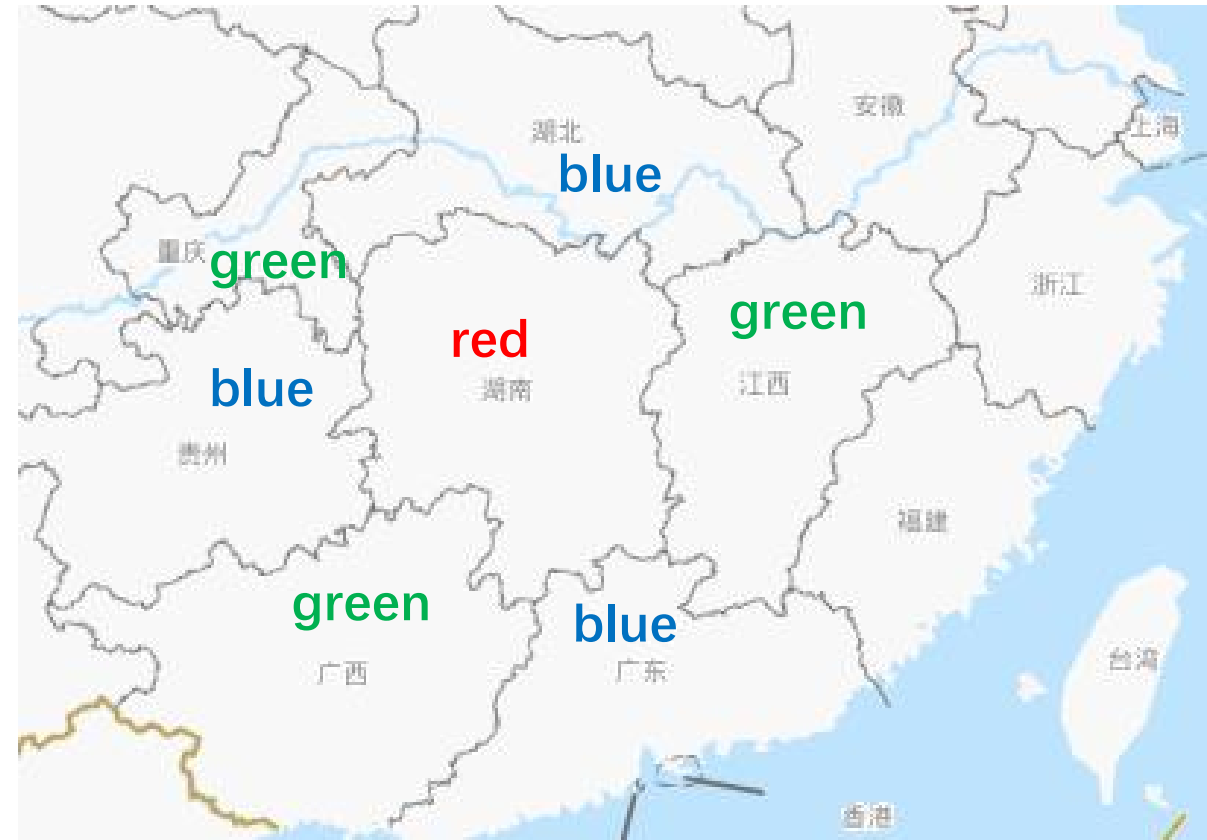 安徽
湖北
上海
blue
重庆
green
浙江
green
red
blue
湖南
江西
贵州
福建
green
blue
广西
广东
台湾
香港